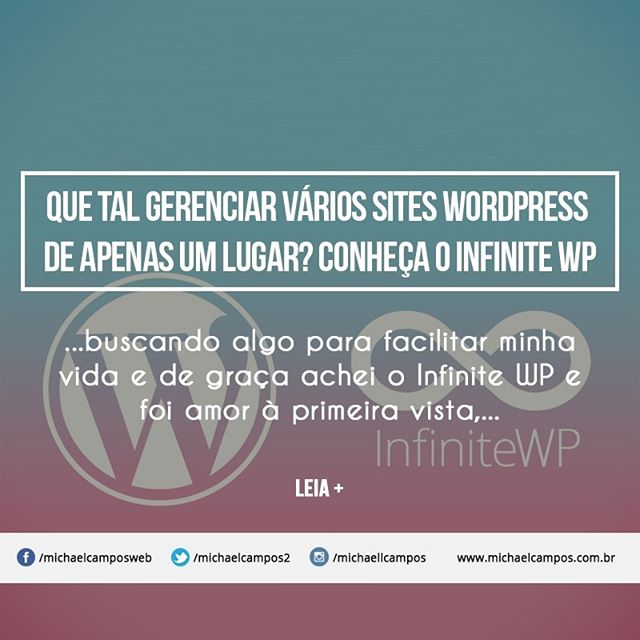 QUE TAL GERENCIAR VÁRIOS SITES WORDPRESS
DE APENAS UM LUGAR? CONHEÇA O INFINITE WP
...buscando algo para facilitar minha
vida e de graça achei o Infinite WP e
foi amor à primeira vista,...
InfiniteWP
LEIA +
/michaelcamposweb /michaelcampos2 /michaellcampos www.michaelcampos.com.br